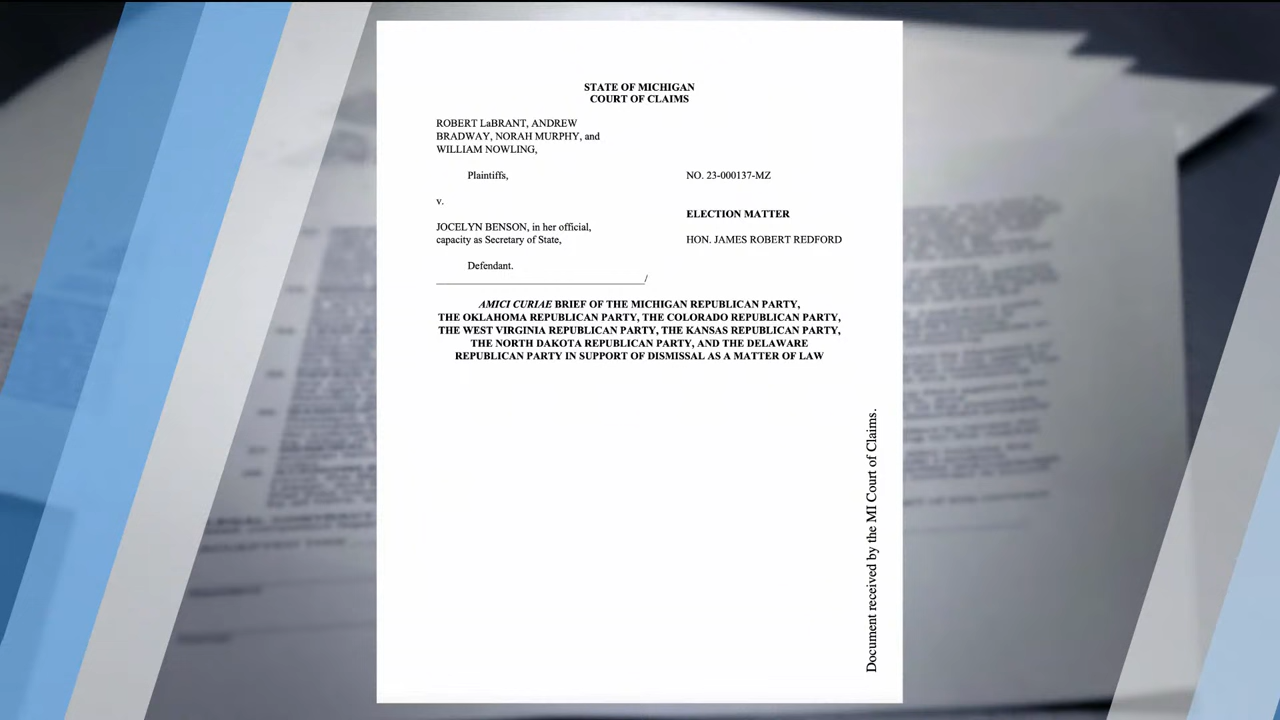 STATE OF MICHIGAN
COURT OF CLAIMS
ROBERT LaBRANT, ANDREW
BRADWAY, NORAH MURPHY, and
WILLIAM NOWLING,
Plaintiffs,
NO. 23-000137-MZ
v.
ELECTION MATTER
JOCELYN BENSON, in her official,
capacity as Secretary of State,
HON. JAMES ROBERT REDFORD
Defendant.
/
AMICI CURIAE BRIEF OF THE MICHIGAN REPUBLICAN PARTY,
THE OKLAHOMA REPUBLICAN PARTY, THE COLORADO REPUBLICAN PARTY,
THE WEST VIRGINIA REPUBLICAN PARTY, THE KANSAS REPUBLICAN PARTY,
THE NORTH DAKOTA REPUBLICAN PARTY, AND THE DELAWARE
REPUBLICAN PARTY IN SUPPORT OF DISMISSAL AS A MATTER OF LAW
Document received by the MI Court of Claims.